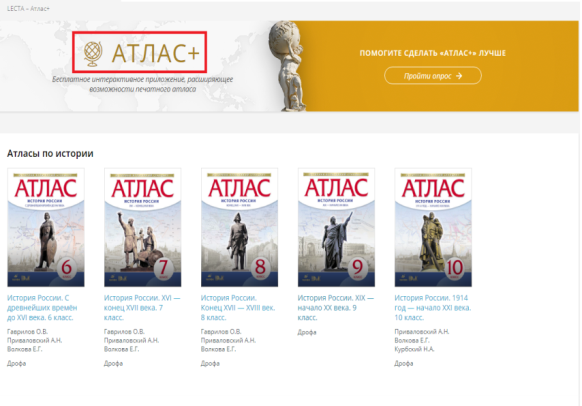 LECTA » Атлас+
АТЛАС+
Бесплатное интерактивное приложение, расширяющее
возможности печатного атласа
ПОМОГИТЕ СДЕЛАТЬ «АТЛАС+» ЛУЧШЕ
Пройти опрос →
Атласы по истории
АТЛАС
ИСТОРИЯ РОССИИ
6
АТЛАС
ИСТОРИЯ РОССИИ
7
АТЛАС
ИСТОРИЯ РОССИИ
8
АТЛАС
ИСТОРИЯ РОССИИ
9
АТЛАС
ИСТОРИЯ РОССИИ
10
История России. С
древнейших времён
до XVI века. 6 класс.
Гаврилов О.В.
Приваловский А.Н.
Волкова Е.Г.
Дрофа
История России. XVI —
конец XVII века. 7
класс.
Гаврилов О.В.
Приваловский А.Н.
Волкова Е.Г.
Дрофа
История России.
Конец XVII — XVIII век.
8 класс.
Гаврилов О.В.
Приваловский А.Н.
Волкова Е.Г.
Дрофа
История России. XIX —
начало XX века. 9
класс.
Дрофа
История России. 1914
год — начало XXI века.
10 класс.
Приваловский А.Н.
Волкова Е.Г.
Курбский Н.А.
Дрофа